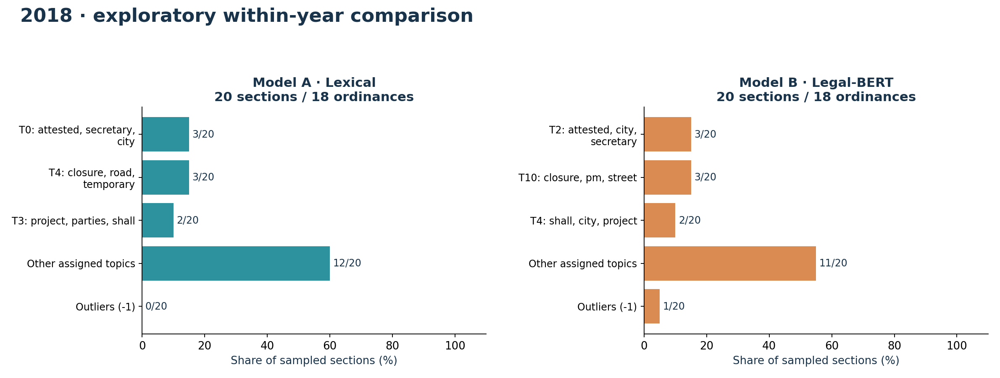 2018 · exploratory within-year comparison
Model A · Lexical
20 sections / 18 ordinances
T0: attested, secretary,
city
3/20
T4: closure, road,
temporary
3/20
T3: project, parties, shall
2/20
Other assigned topics
12/20
Outliers (-1)
0/20
0 20 40 60 80 100
Share of sampled sections (%)
Model B · Legal-BERT
20 sections / 18 ordinances
T2: attested, city,
secretary
3/20
T10: closure, pm, street
3/20
T4: shall, city, project
2/20
Other assigned topics
11/20
Outliers (-1)
1/20
0 20 40 60 80 100
Share of sampled sections (%)